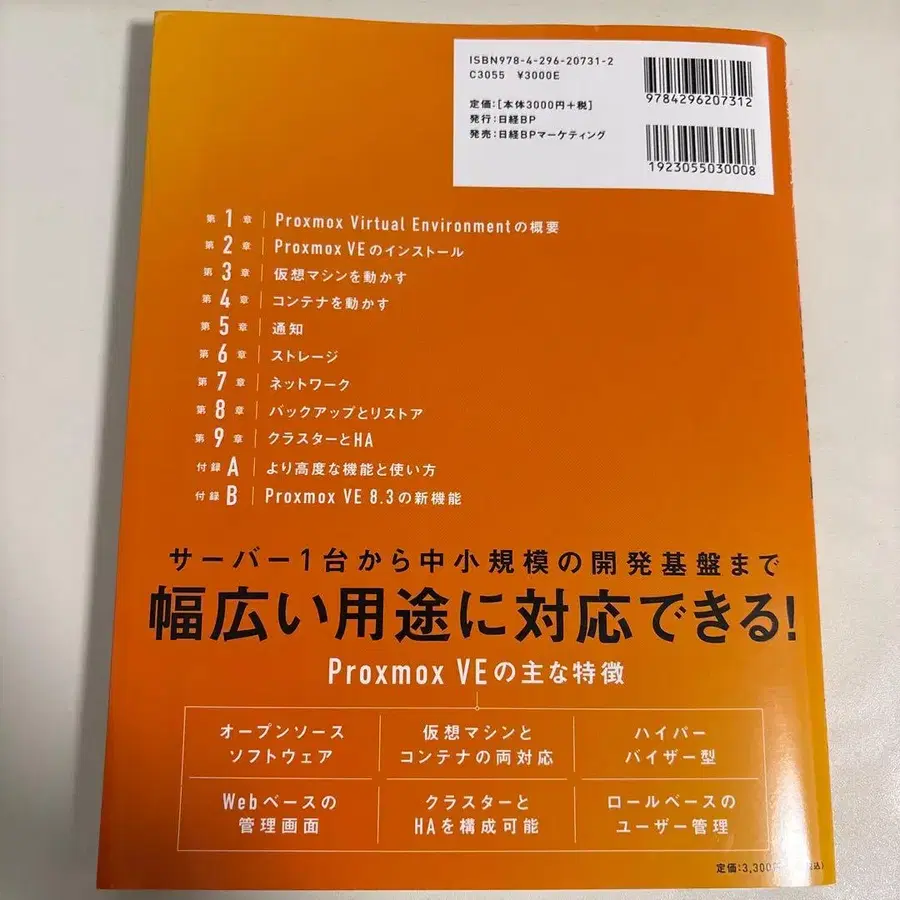 ISBN978-4-296-20731-2
C3055 ¥3000E
9784296207312
定価:[本体3000円+税]
発行:日経BP
発売:日経BPマーケティング
1923055030008
第1章 Proxmox Virtual Environmentの概要
第2章 Proxmox VEのインストール
第3章 仮想マシンを動かす
第4章 コンテナを動かす
第5章 通知
第6章 ストレージ
第7章 ネットワーク
第8章 バックアップとリストア
第9章 クラスターとHA
付録A より高度な機能と使い方
付録B Proxmox VE 8.3の新機能
サーバー1台から中小規模の開発基盤まで
幅広い用途に対応できる!
Proxmox VEの主な特徴
オープンソース
ソフトウェア
仮想マシンと
コンテナの両対応
ハイパー
バイザー型
Webベースの
管理画面
クラスターと
HAを構成可能
ロールベースの
ユーザー管理
定価:3,300 税込)